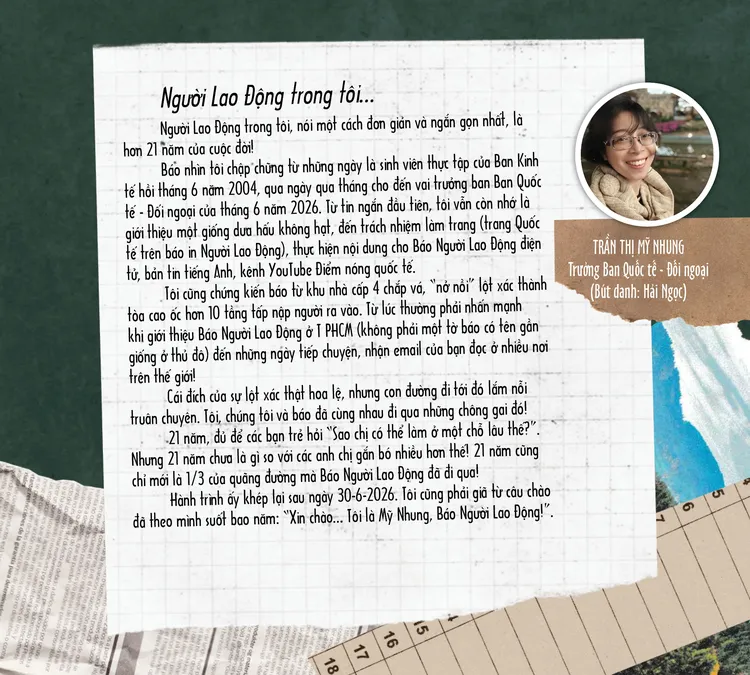 Người Lao Động trong tôi...
Người Lao Động trong tôi, nói một cách đơn giản và ngắn gọn nhất, là
hơn 21 năm của cuộc đời!
Báo nhìn tôi chập chững từ những ngày là sinh viên thực tập của Ban Kinh
tế hồi tháng 6 năm 2004, qua ngày qua tháng cho đến vai trưởng ban Ban Quốc
tế - Đối ngoại của tháng 6 năm 2026. Từ tin ngắn đầu tiên, tôi vẫn còn nhớ là
giới thiệu một giống dưa hấu không hạt, đến trách nhiệm làm trang (trang Quốc
tế trên báo in Người Lao Động), thực hiện nội dung cho Báo Người Lao Động điện
tử, bản tin tiếng Anh, kênh YouTube Điểm nóng quốc tế.
Tôi cũng chứng kiến báo từ khu nhà cấp 4 chắp vá, “nở nồi” lột xác thành
tòa cao ốc hơn 10 tầng tấp nập người ra vào. Từ lúc thường phải nhấn mạnh
khi giới thiệu Báo Người Lao Động ở T PHCM (không phải một tờ báo có tên gần
giống ở thủ đô) đến những ngày tiếp chuyện, nhận email của bạn đọc ở nhiều nơi
trên thế giới!
Cái đích của sự lột xác thật hoa lệ, nhưng con đường đi tới đó lắm nỗi
truân chuyên. Tôi, chúng tôi và báo đã cùng nhau đi qua những chông gai đó!
21 năm, đủ để các bạn trẻ hỏi “Sao chị có thể làm ở một chỗ lâu thế?”.
Nhưng 21 năm chưa là gì so với các anh chị gắn bó nhiều hơn thế! 21 năm cũng
chỉ mới là 1/3 của quãng đường mà Báo Người Lao Động đã đi qua!
Hành trình ấy khép lại sau ngày 30-6-2026. Tôi cũng phải giã từ câu chào
đã theo mình suốt bao năm: “Xin chào... Tôi là Mỹ Nhung, Báo Người Lao Động!”.
TRẦN THỊ MỸ NHUNG
Trưởng Ban Quốc tế - Đối ngoại
(Bút danh: Hải Ngọc)
18
17
16
15
6
5